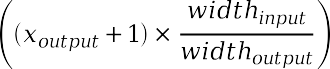 ((x_output + 1) × width_input / width_output)